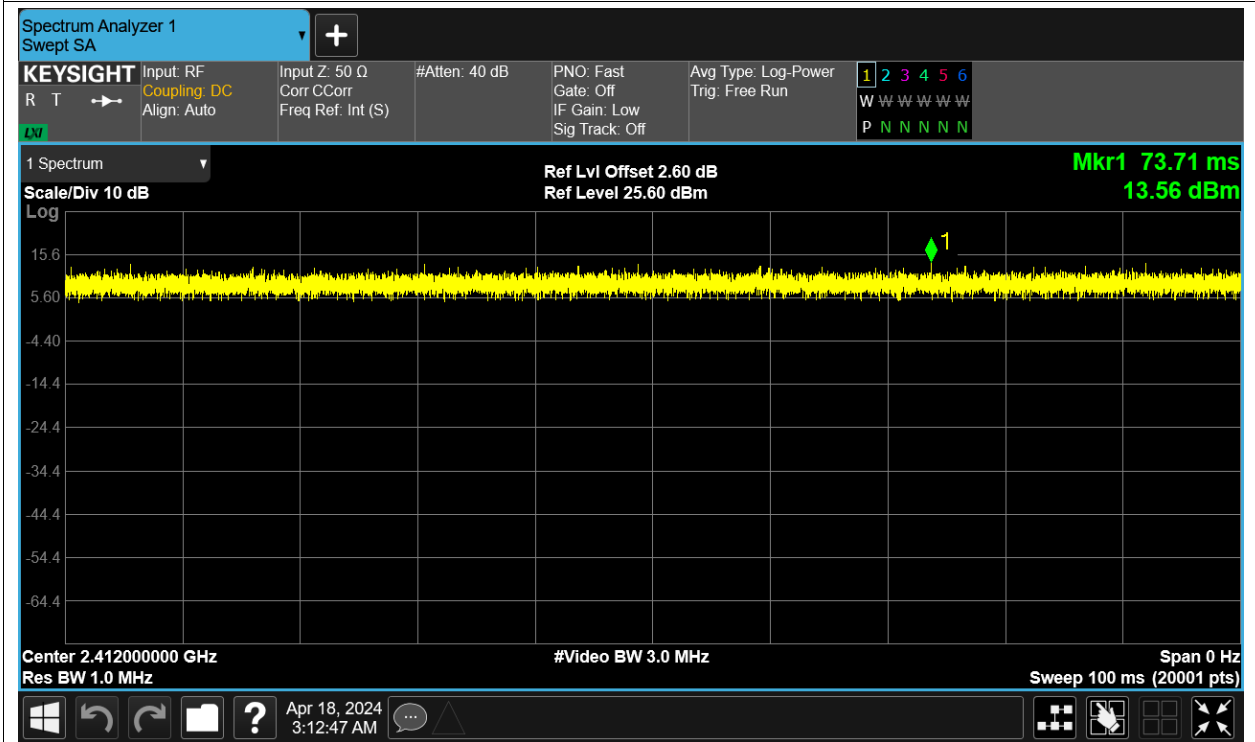 Spectrum Analyzer 1
Swept SA
KEYSIGHT
R T
LXI
Input: RF
Coupling: DC
Align: Auto
Input Z: 50 Ω
Corr CCorr
Freq Ref: Int (S)
#Atten: 40 dB
PNO: Fast
Gate: Off
IF Gain: Low
Sig Track: Off
Avg Type: Log-Power
Trig: Free Run
1 2 3 4 5 6
W W W W W W
P N N N N N
1 Spectrum
Scale/Div 10 dB
Ref Lvl Offset 2.60 dB
Ref Level 25.60 dBm
Mkr1 73.71 ms
13.56 dBm
Log
1
15.6
5.60
-4.40
-14.4
-24.4
-34.4
-44.4
-54.4
-64.4
Center 2.412000000 GHz
Res BW 1.0 MHz
#Video BW 3.0 MHz
Span 0 Hz
Sweep 100 ms (20001 pts)
?
Apr 18, 2024
3:12:47 AM